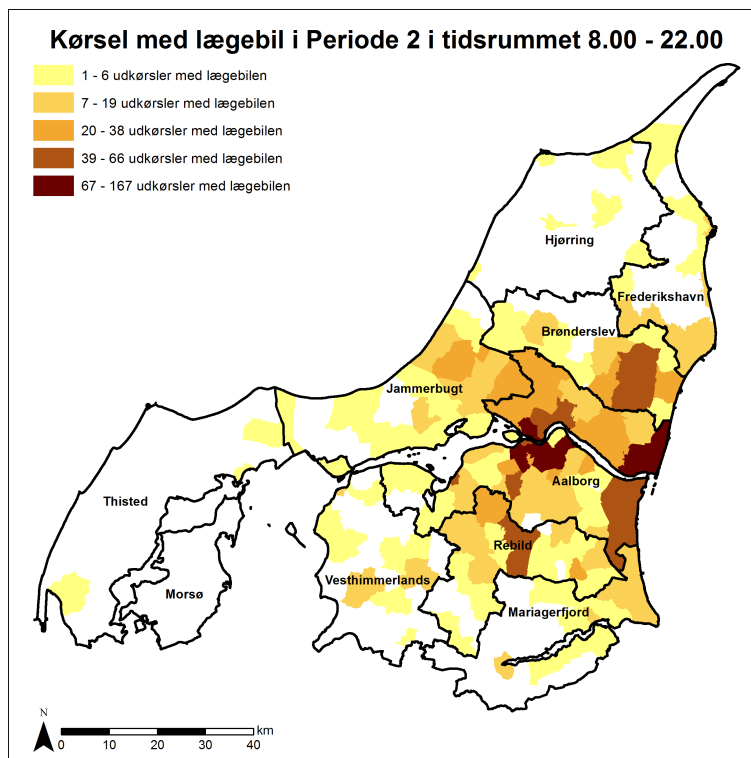 Kørsel med lægebil i Periode 2 i tidsrummet 8.00 - 22.00
1 - 6 udkørsler med lægebilen
7 - 19 udkørsler med lægebilen
20 - 38 udkørsler med lægebilen
39 - 66 udkørsler med lægebilen
67 - 167 udkørsler med lægebilen
Hjørring
Frederikshavn
Brønderslev
Jammerbugt
Aalborg
Thisted
Rebild
Vesthimmerlands
Morsø
Mariagerfjord
N
km
0 10 20 30 40